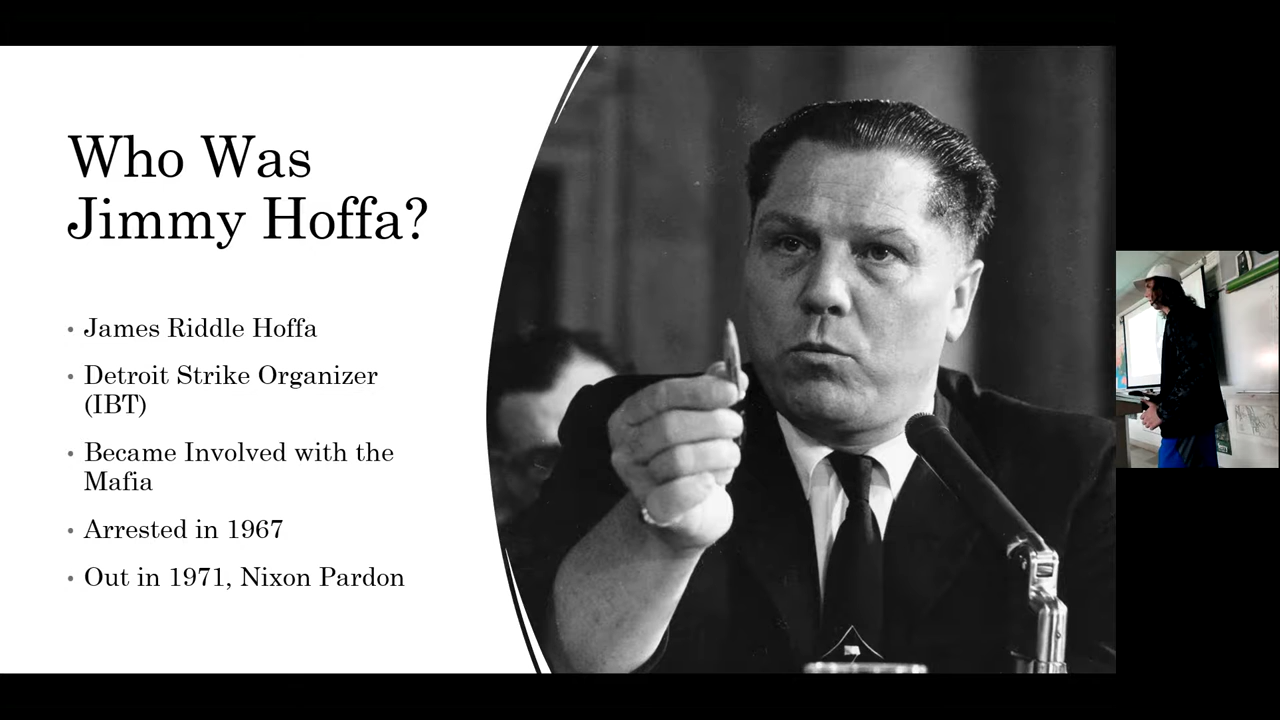 Who Was
Jimmy Hoffa?
• James Riddle Hoffa
• Detroit Strike Organizer
(IBT)
• Became Involved with the
Mafia
• Arrested in 1967
• Out in 1971, Nixon Pardon